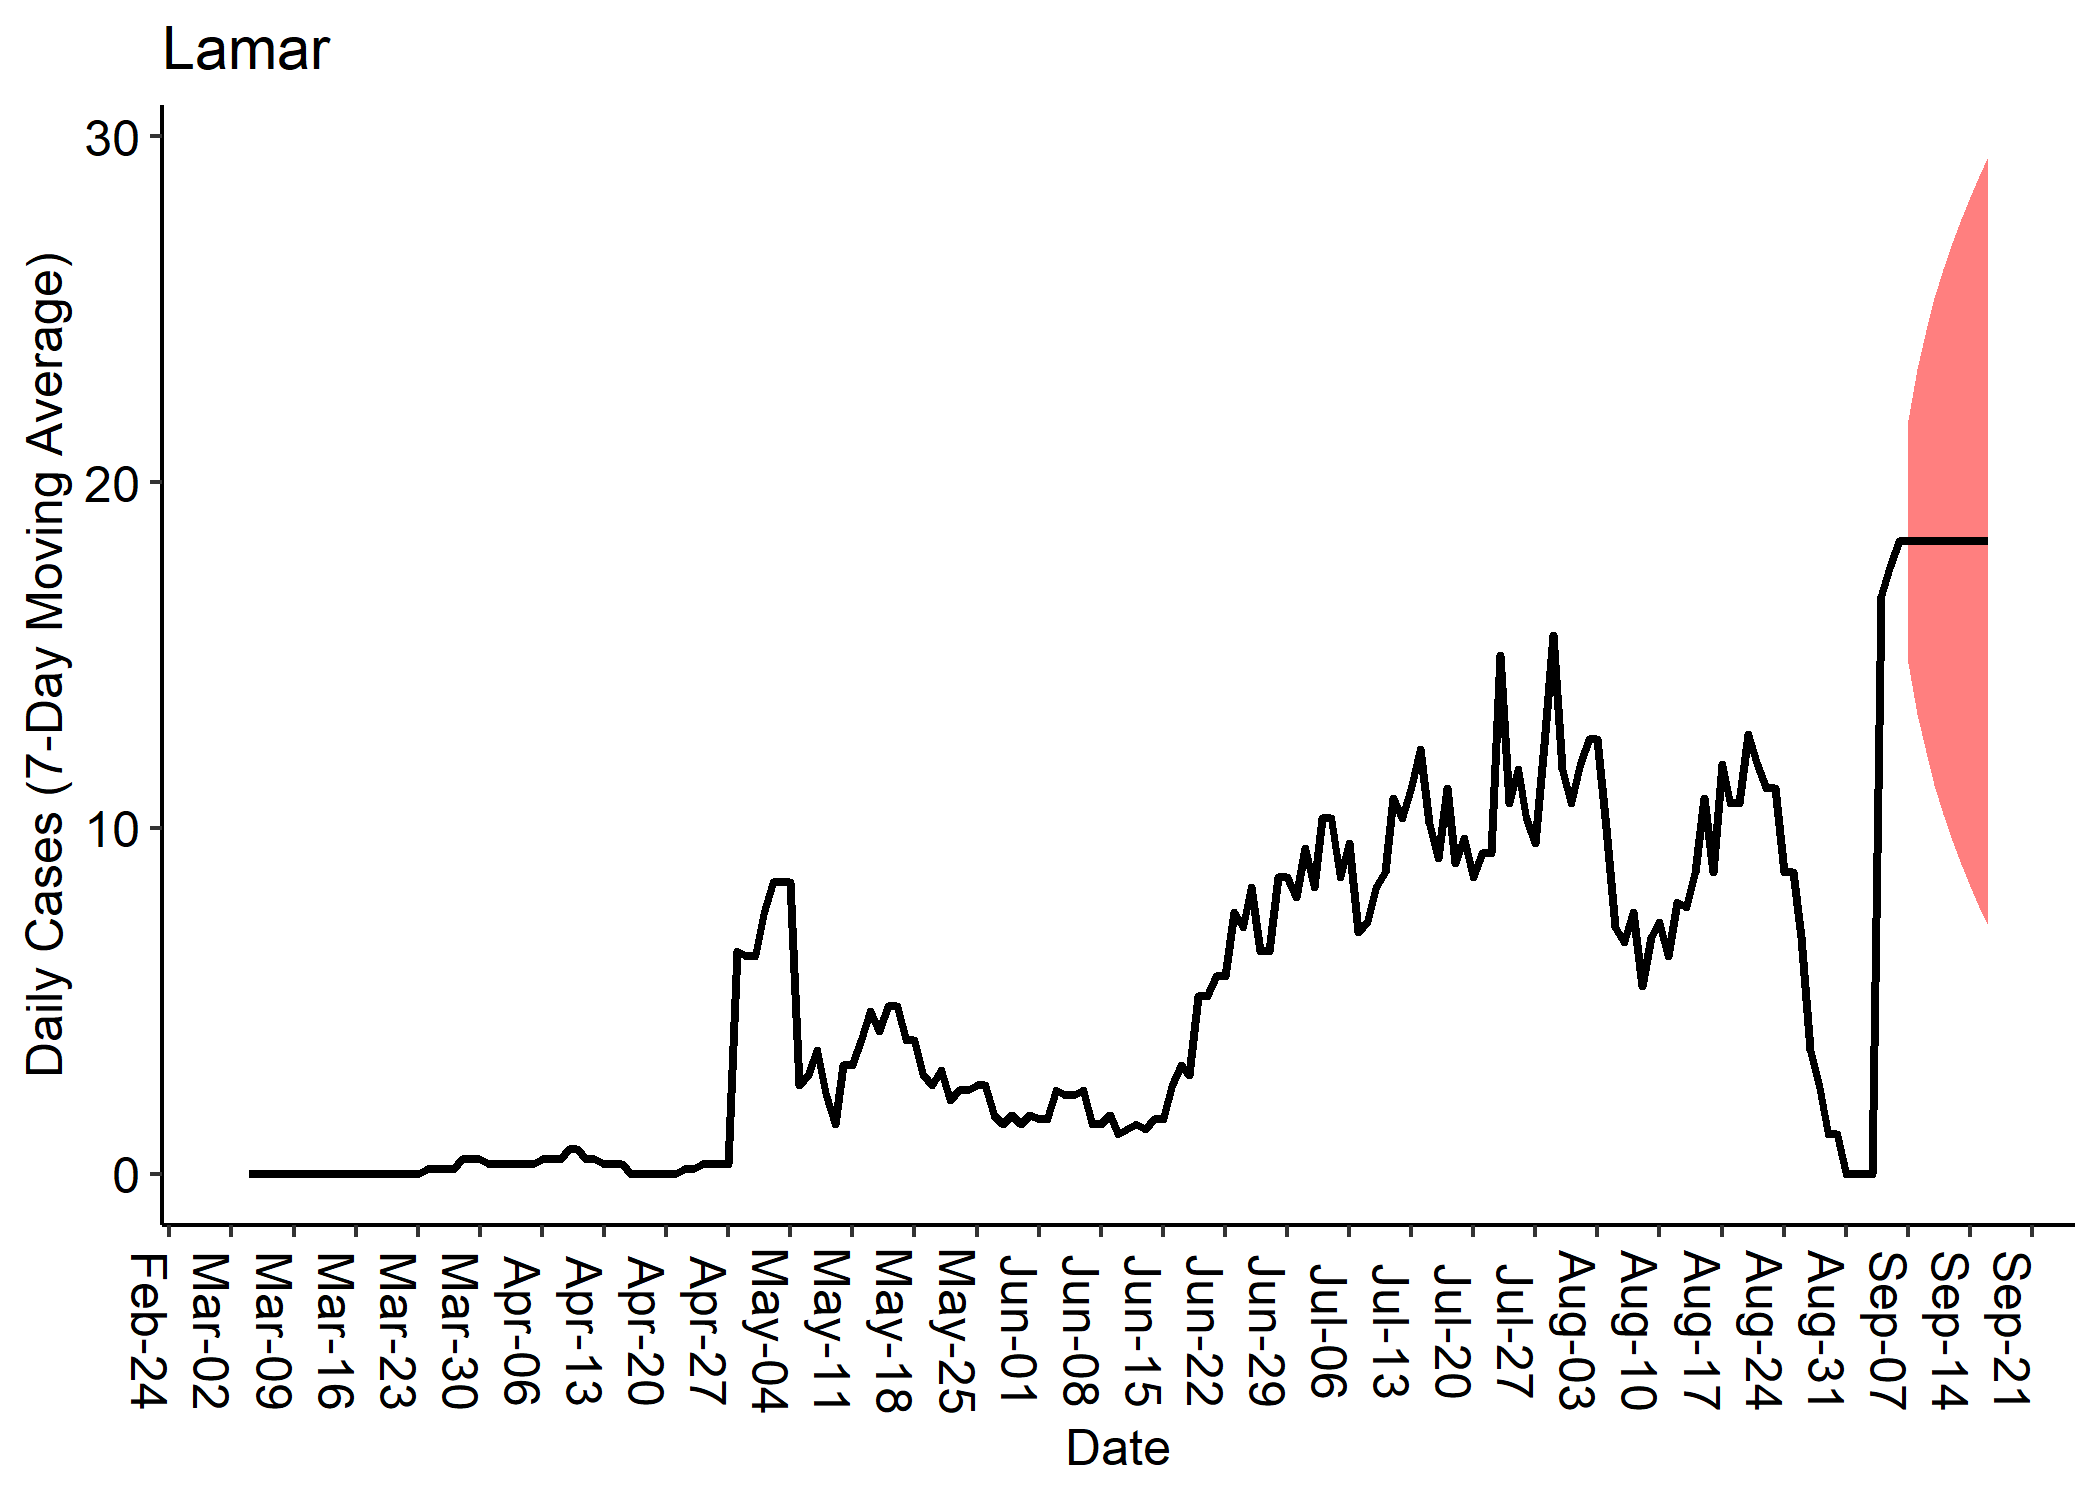 Lamar
Daily Cases (7-Day Moving Average)
30
20
10
0
Feb-24
Mar-02
Mar-09
Mar-16
Mar-23
Mar-30
Apr-06
Apr-13
Apr-20
Apr-27
May-04
May-11
May-18
May-25
Jun-01
Jun-08
Jun-15
Jun-22
Jun-29
Jul-06
Jul-13
Jul-20
Jul-27
Aug-03
Aug-10
Aug-17
Aug-24
Aug-31
Sep-07
Sep-14
Sep-21
Date